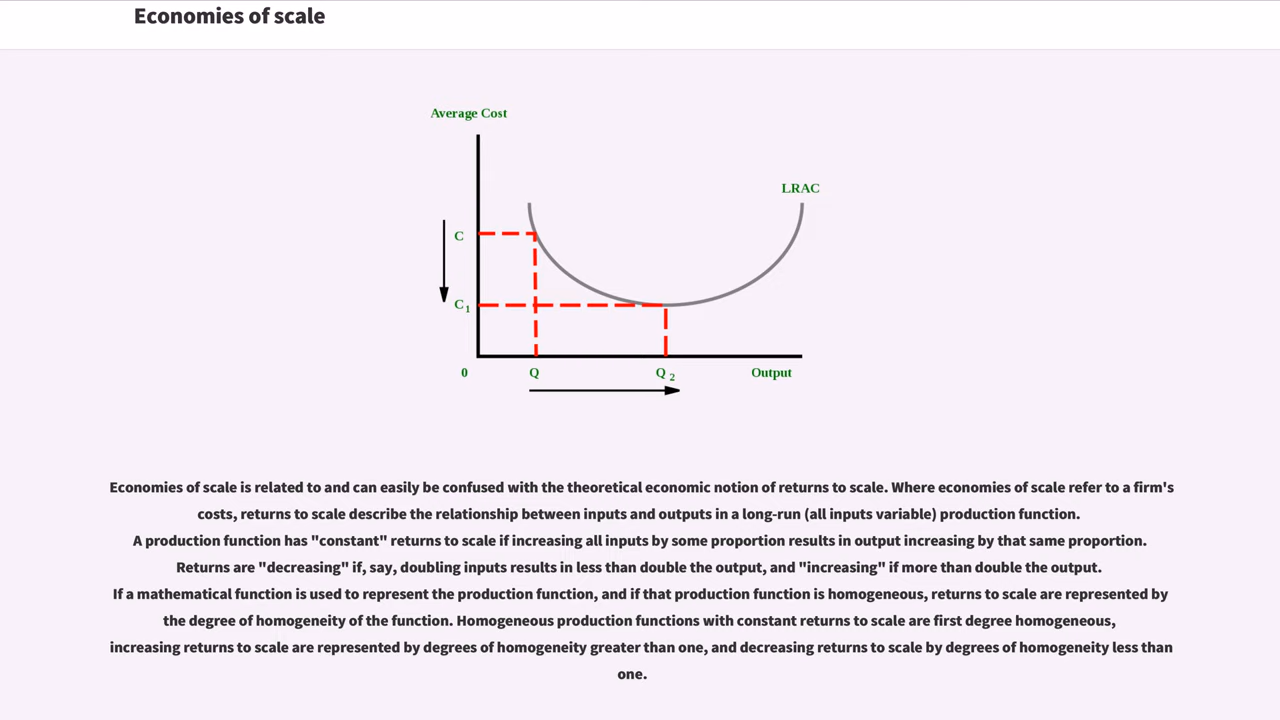 Economies of scale
Average Cost
LRAC
C
C1
0
Q
Q 2
Output
Economies of scale is related to and can easily be confused with the theoretical economic notion of returns to scale. Where economies of scale refer to a firm's
costs, returns to scale describe the relationship between inputs and outputs in a long-run (all inputs variable) production function.
A production function has "constant" returns to scale if increasing all inputs by some proportion results in output increasing by that same proportion.
Returns are "decreasing" if, say, doubling inputs results in less than double the output, and "increasing" if more than double the output.
If a mathematical function is used to represent the production function, and if that production function is homogeneous, returns to scale are represented by
the degree of homogeneity of the function. Homogeneous production functions with constant returns to scale are first degree homogeneous,
increasing returns to scale are represented by degrees of homogeneity greater than one, and decreasing returns to scale by degrees of homogeneity less than
one.